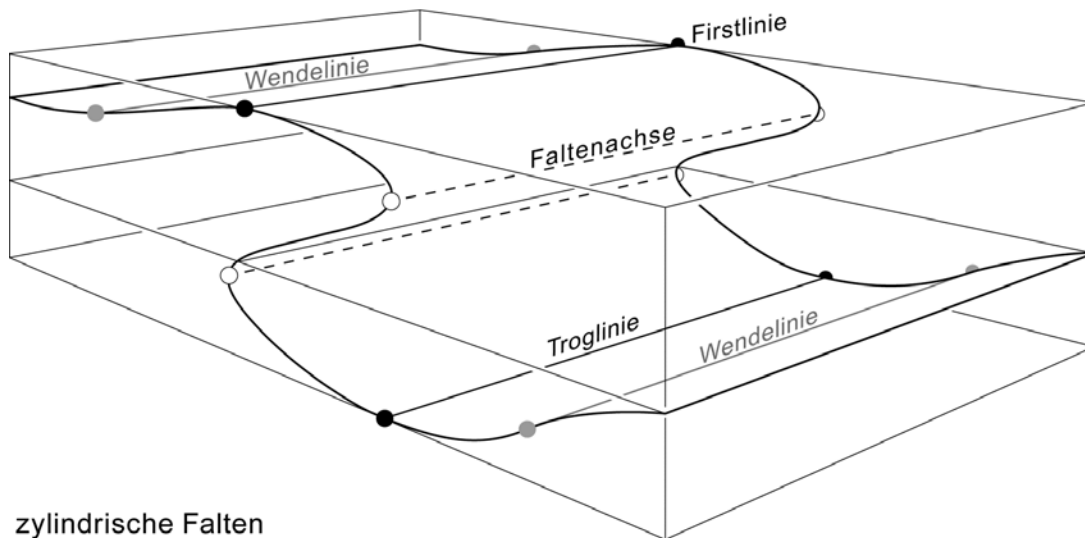 Firstlinie
Wendelinie
Faltenachse
Troglinie
Wendelinie
zylindrische Falten